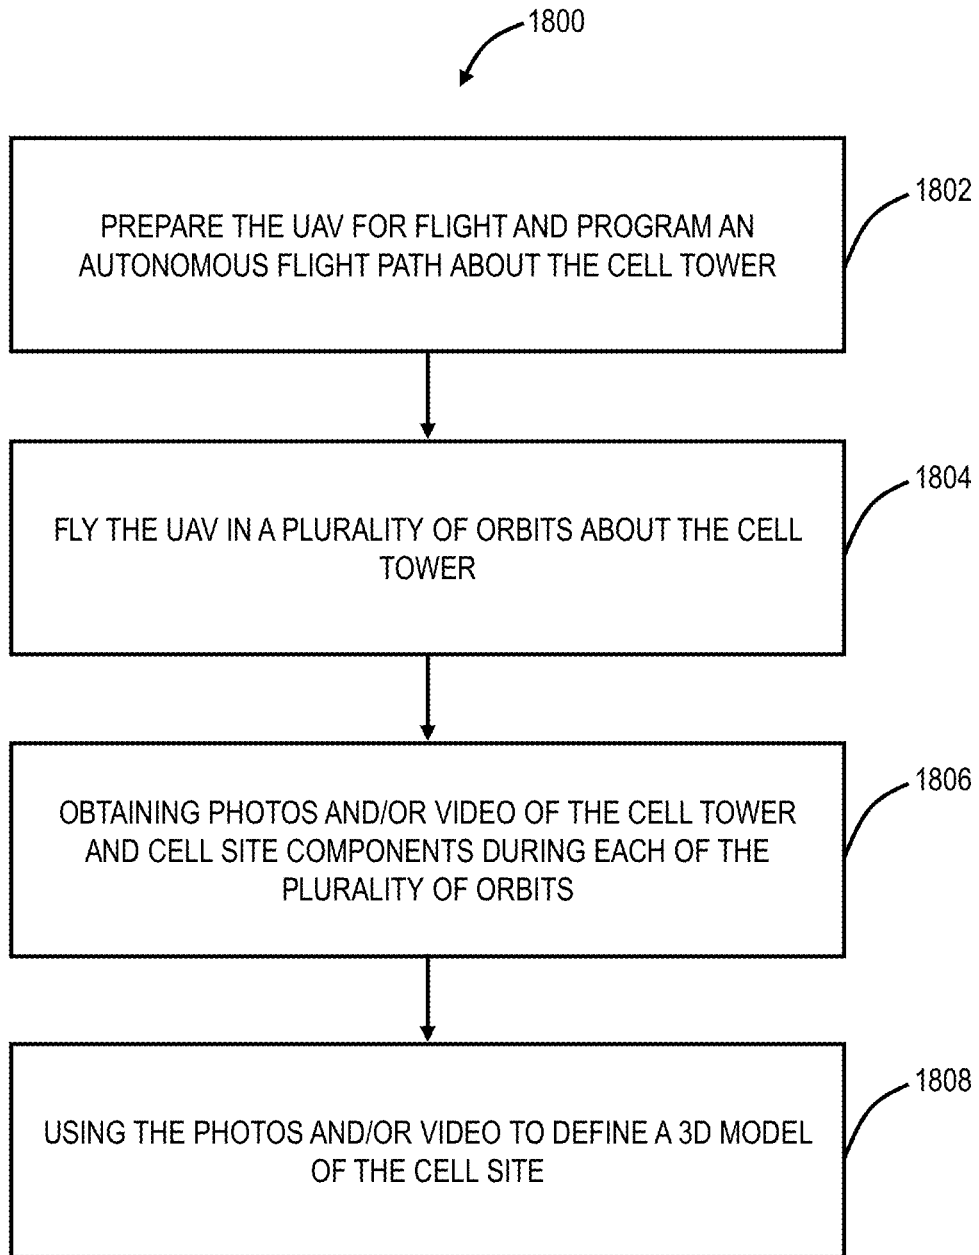 1800
PREPARE THE UAV FOR FLIGHT AND PROGRAM AN
AUTONOMOUS FLIGHT PATH ABOUT THE CELL TOWER
1802
FLY THE UAV IN A PLURALITY OF ORBITS ABOUT THE CELL
TOWER
1804
OBTAINING PHOTOS AND/OR VIDEO OF THE CELL TOWER
AND CELL SITE COMPONENTS DURING EACH OF THE
PLURALITY OF ORBITS
1806
USING THE PHOTOS AND/OR VIDEO TO DEFINE A 3D MODEL
OF THE CELL SITE
1808